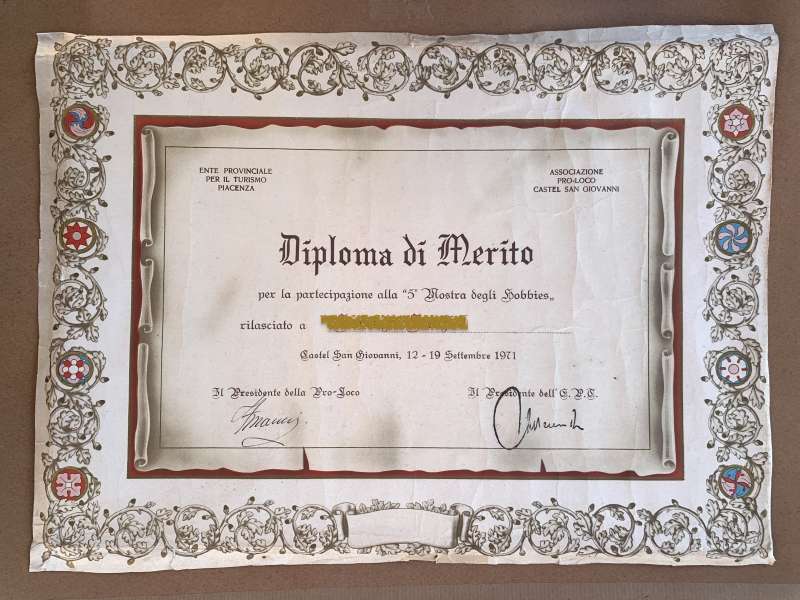 ENTE PROVINCIALE
PER IL TURISMO
PIACENZA
ASSOCIAZIONE
PRO-LOCO
CASTEL SAN GIOVANNI
Diploma di Merito
per la partecipazione alla "5ª Mostra degli Hobbies„
rilasciato a
Castel San Giovanni, 12 - 19 Settembre 1971
Il Presidente della Pro-Loco
Il Presidente dell'E. P. T.